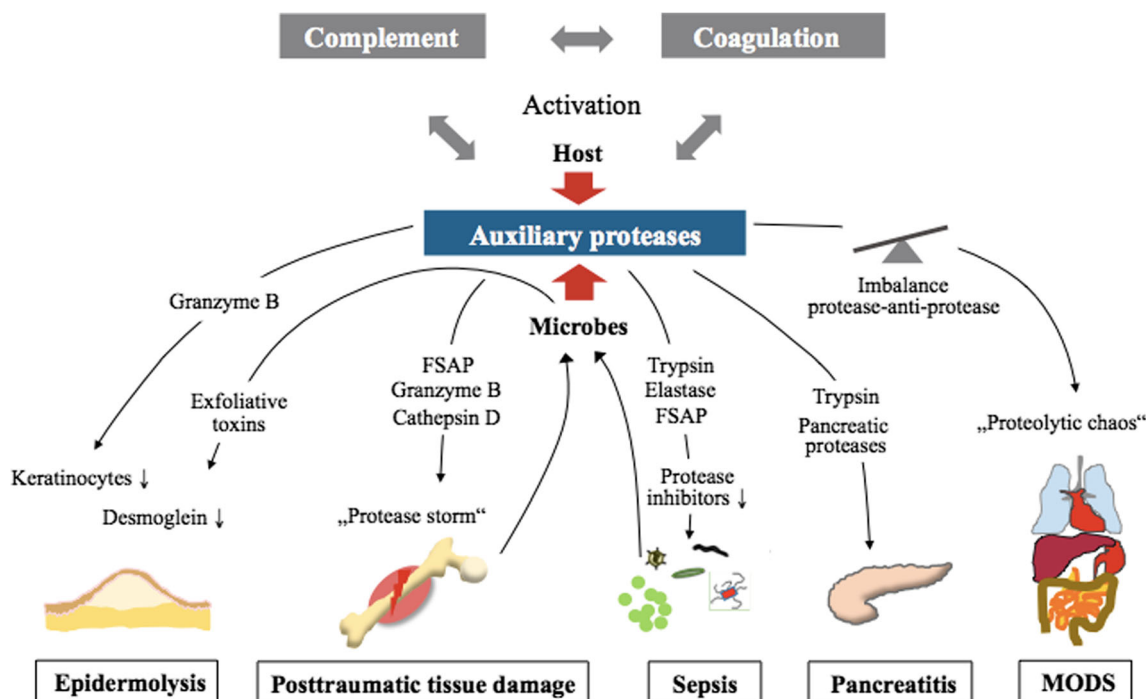 Complement
Coagulation
Activation
Host
Auxiliary proteases
Granzyme B
Microbes
Imbalance
protease-anti-protease
Exfoliative
toxins
FSAP
Granzyme B
Cathepsin D
Trypsin
Elastase
FSAP
Trypsin
Pancreatic
proteases
„Proteolytic chaos“
Keratinocytes ↓
Desmoglein ↓
„Protease storm“
Protease
inhibitors ↓
Epidermolysis
Posttraumatic tissue damage
Sepsis
Pancreatitis
MODS